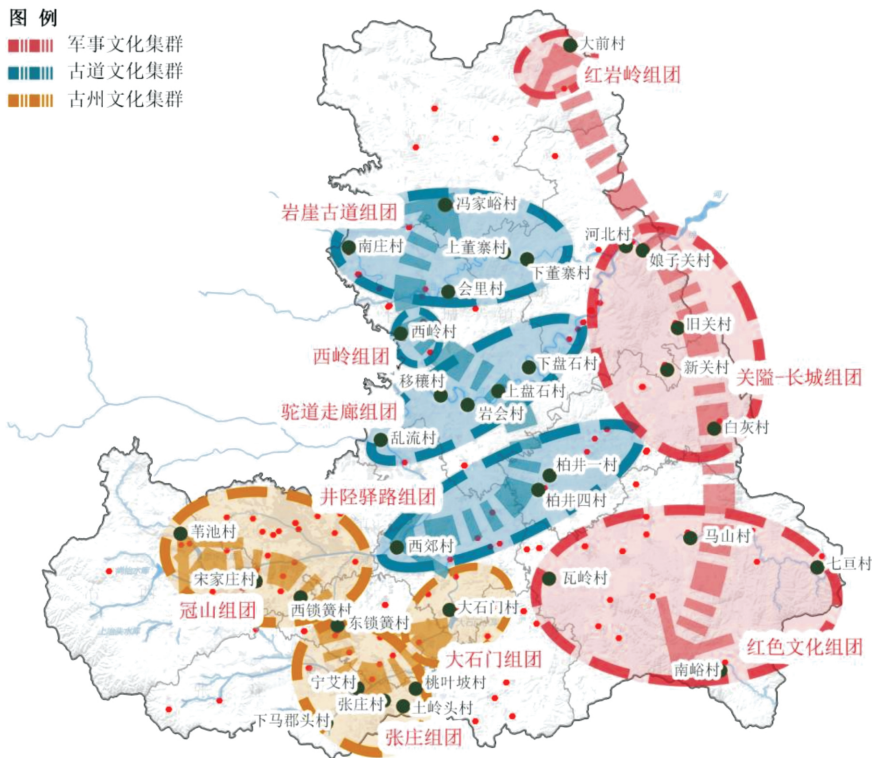 图 例
军事文化集群
古道文化集群
古州文化集群
大前村
红岩岭组团
岩崖古道组团
冯家峪村
南庄村
上董寨村
下董寨村
会里村
河北村
娘子关村
旧关村
新关村
关隘-长城组团
白灰村
西岭村
西岭组团
下盘石村
移穰村
上盘石村
岩会村
驼道走廊组团
乱流村
井陉驿路组团
柏井一村
柏井四村
西郊村
苇池村
宋家庄村
冠山组团
西锁簧村
东锁簧村
大石门村
大石门组团
马山村
七亘村
瓦岭村
红色文化组团
南峪村
宁艾村
桃叶坡村
张庄村
土岭头村
下马郡头村
张庄组团